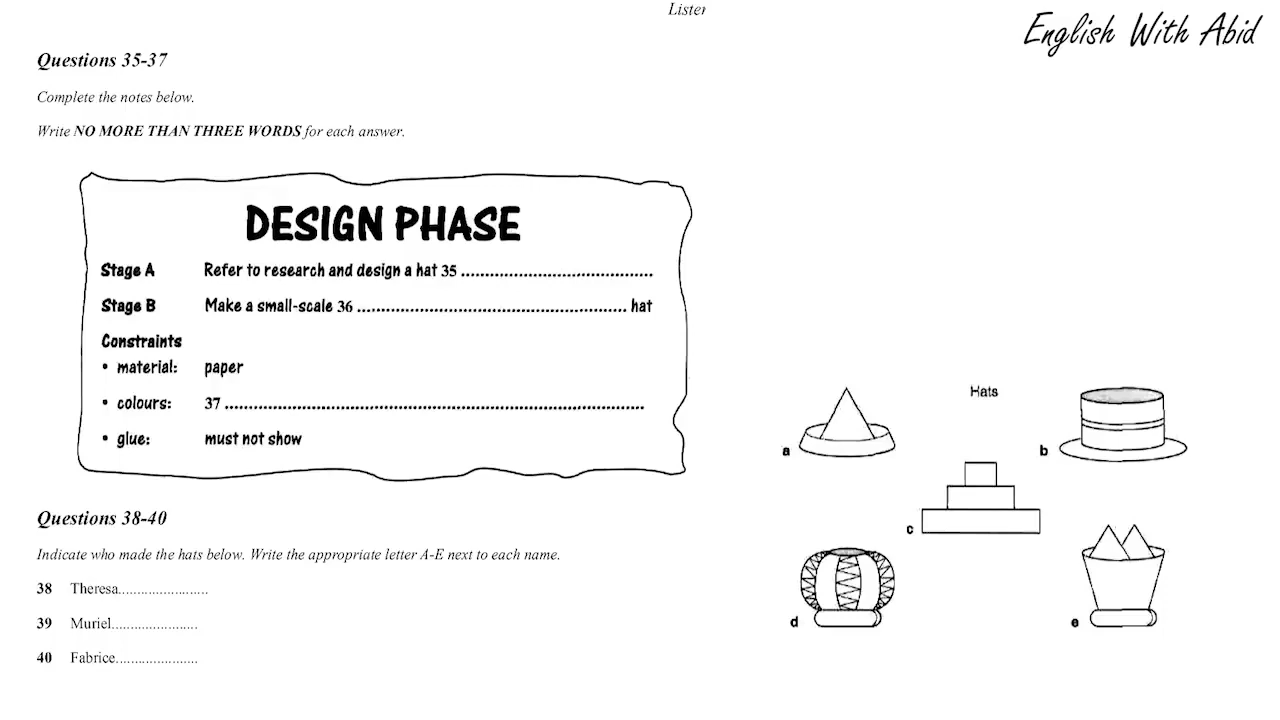 Listen
English With Abid
Questions 35-37
Complete the notes below.
Write NO MORE THAN THREE WORDS for each answer.
DESIGN PHASE
Stage A Refer to research and design a hat 35 ..........................................
Stage B Make a small-scale 36 .......................................................... hat
Constraints
• material: paper
• colours: 37 ..........................................................................................
• glue: must not show
Questions 38-40
Indicate who made the hats below. Write the appropriate letter A-E next to each name.
38 Theresa........................
39 Muriel.......................
40 Fabrice......................
Hats
a
b
c
d
e